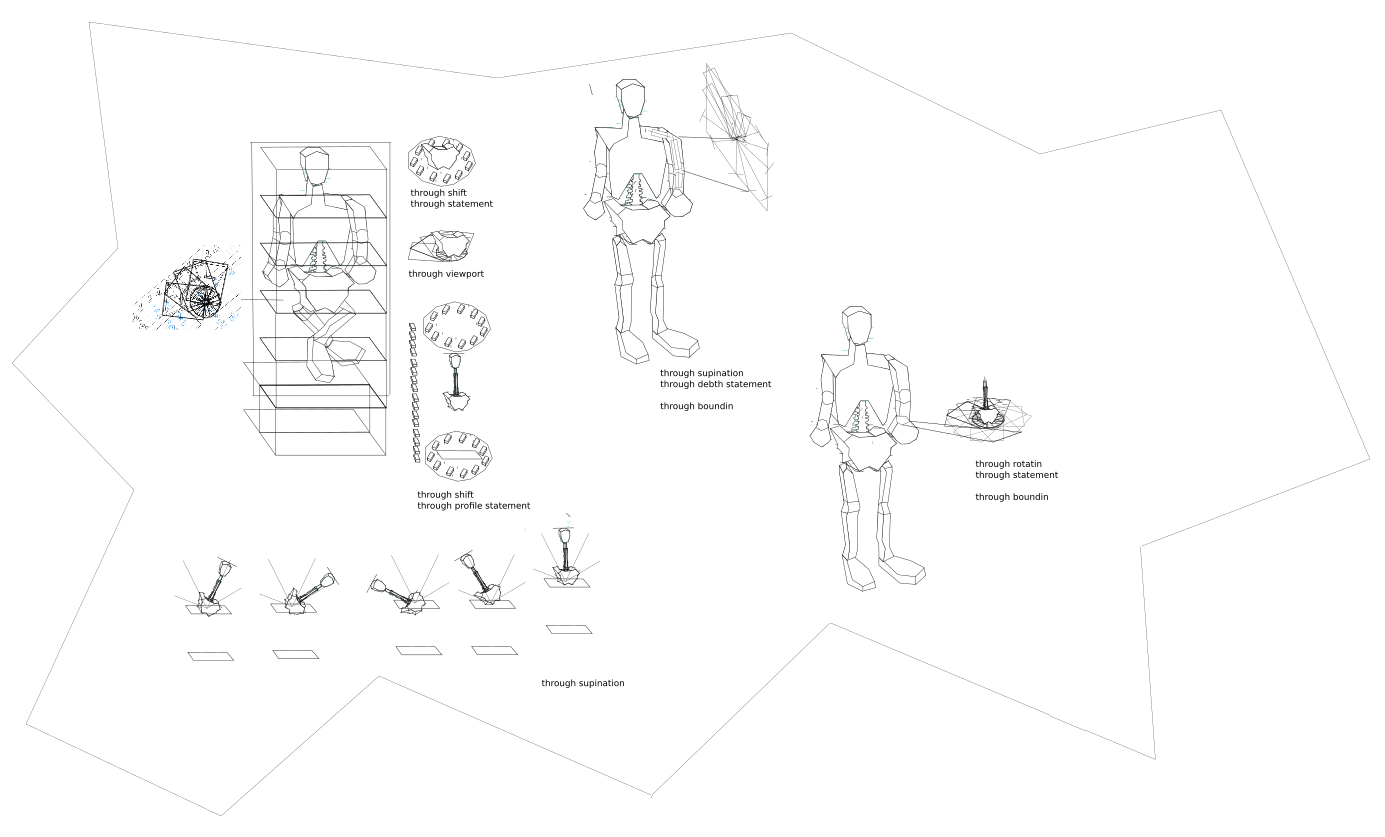 through shift
through statement
through viewport
through shift
through profile statement
through supination
through debth statement
through boundin
through rotatin
through statement
through boundin
through supination